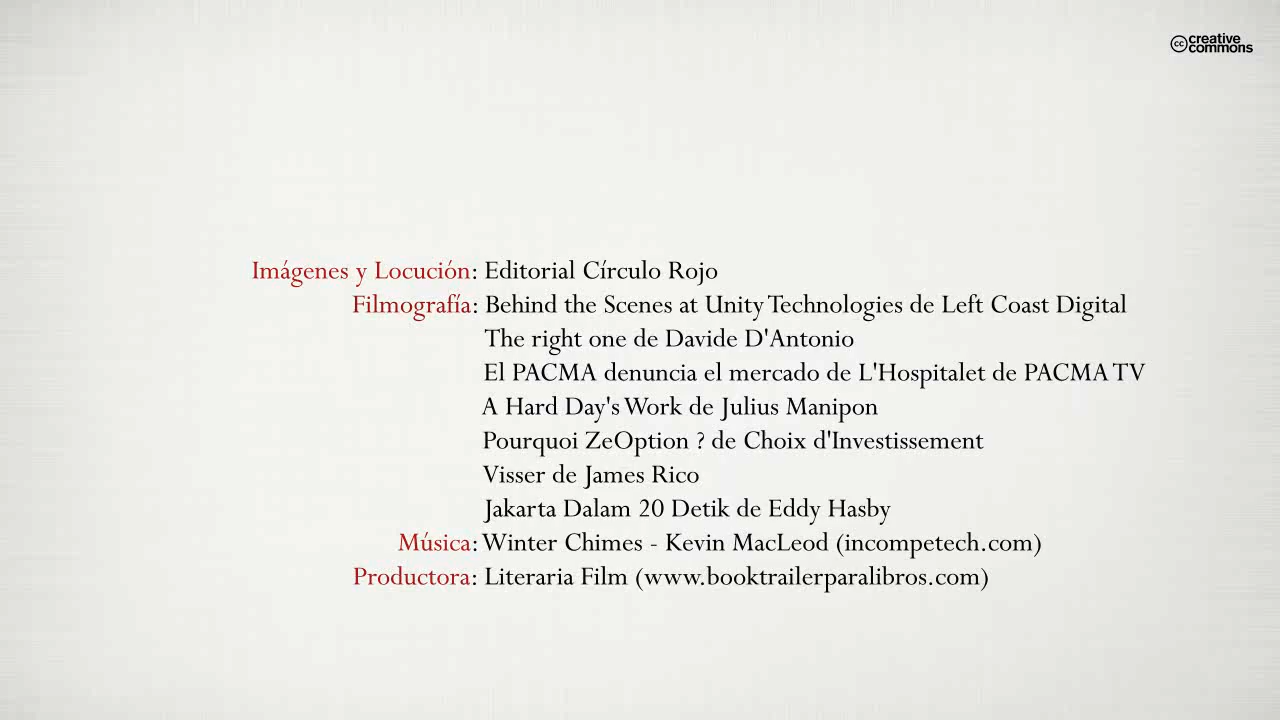 creative
commons
Imágenes y Locución: Editorial Círculo Rojo
Filmografía: Behind the Scenes at Unity Technologies de Left Coast Digital
The right one de Davide D'Antonio
El PACMA denuncia el mercado de L'Hospitalet de PACMA TV
A Hard Day's Work de Julius Manipon
Pourquoi ZeOption ? de Choix d'Investissement
Visser de James Rico
Jakarta Dalam 20 Detik de Eddy Hasby
Música: Winter Chimes - Kevin MacLeod (incompetech.com)
Productora: Literaria Film (www.booktrailerparalibros.com)